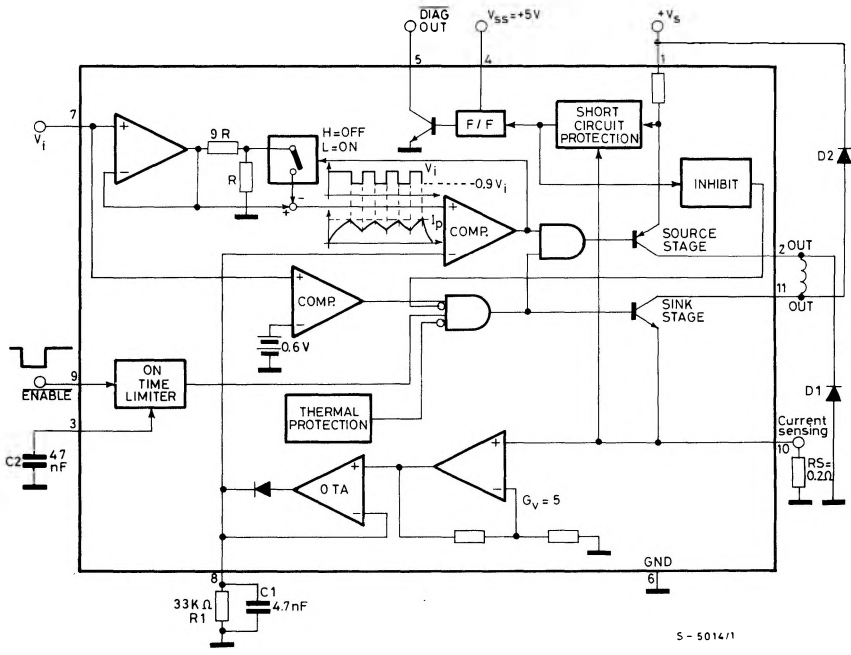 DIAG
OUT
VSS=+5V
+Vs
5
4
1
7
Vi
+
-
9R
R
H=OFF
L=ON
F/F
SHORT
CIRCUIT
PROTECTION
D2
Vi
0.9 Vi
-
+
Ip
+
COMP.
-
INHIBIT
SOURCE
STAGE
2 OUT
11
OUT
+
COMP.
-
0.6V
SINK
STAGE
9
ENABLE
ON
TIME
LIMITER
3
C2
47
nF
THERMAL
PROTECTION
D1
Current
sensing
10
RS=
0.2Ω
+
OTA
-
+
-
Gv = 5
8
33KΩ
R1
C1
4.7nF
GND
6
S-5014/1